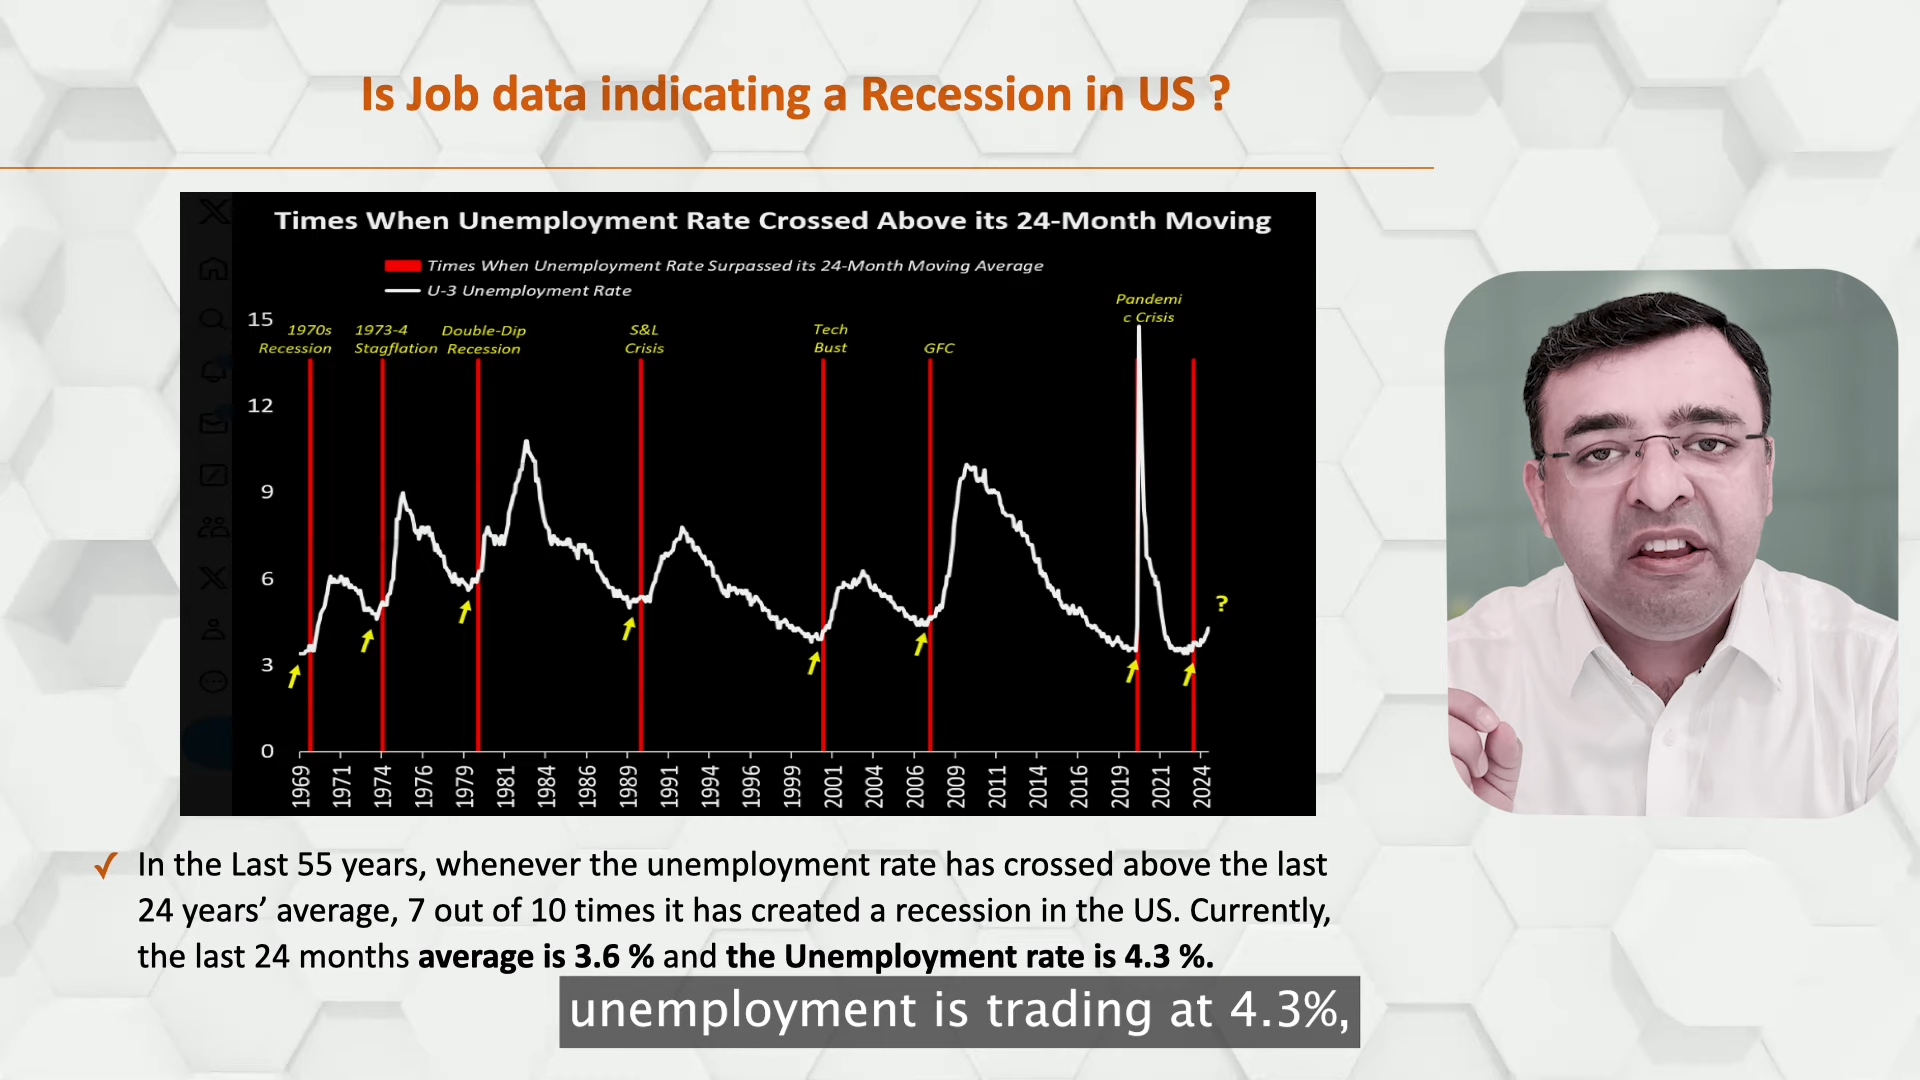 Is Job data indicating a Recession in US ?
Times When Unemployment Rate Crossed Above its 24-Month Moving
Times When Unemployment Rate Surpassed its 24-Month Moving Average
U-3 Unemployment Rate
15
12
9
6
3
0
1970s
Recession
1973-4
Stagflation
Double-Dip
Recession
S&L
Crisis
Tech
Bust
GFC
Pandemi
c Crisis
?
1969
1971
1974
1976
1979
1981
1984
1986
1989
1991
1994
1996
1999
2001
2004
2006
2009
2011
2014
2016
2019
2021
2024
✓ In the Last 55 years, whenever the unemployment rate has crossed above the last
24 years’ average, 7 out of 10 times it has created a recession in the US. Currently,
the last 24 months average is 3.6 % and the Unemployment rate is 4.3 %.
unemployment is trading at 4.3%,